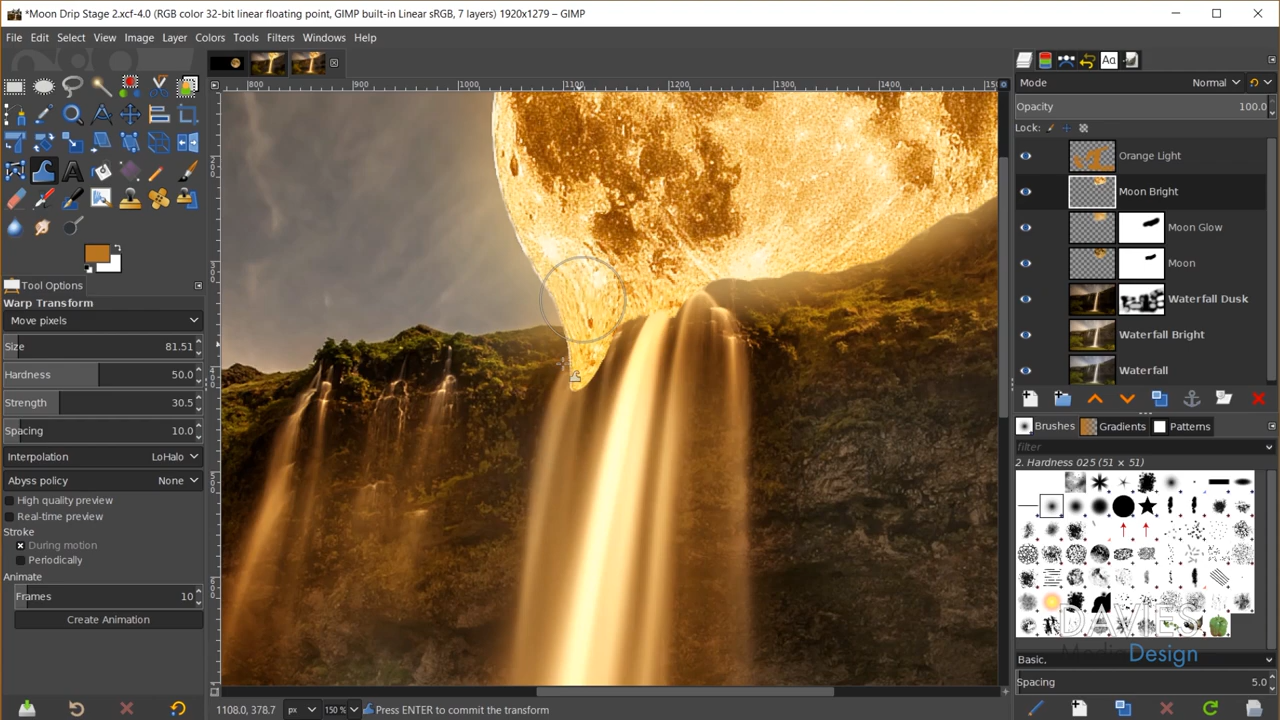 *Moon Drip Stage 2.xcf-4.0 (RGB color 32-bit linear floating point, GIMP built-in Linear sRGB, 7 layers) 1920x1279 – GIMP
File Edit Select View Image Layer Colors Tools Filters Windows Help
800 900 1000 1100 1200 1300 1400
Tool Options
Warp Transform
Move pixels
Size 81.51
Hardness 50.0
Strength 30.5
Spacing 10.0
Interpolation LoHalo
Abyss policy None
High quality preview
Real-time preview
Stroke
During motion
Periodically
Animate
Frames 10
Create Animation
1108.0, 378.7 px 150 % Press ENTER to commit the transform
Mode Normal
Opacity 100.0
Lock:
Orange Light
Moon Bright
Moon Glow
Moon
Waterfall Dusk
Waterfall Bright
Waterfall
Brushes Gradients Patterns
filter
2. Hardness 025 (51 × 51)
DAVIES
Media Design
Basic.
Spacing 5.0